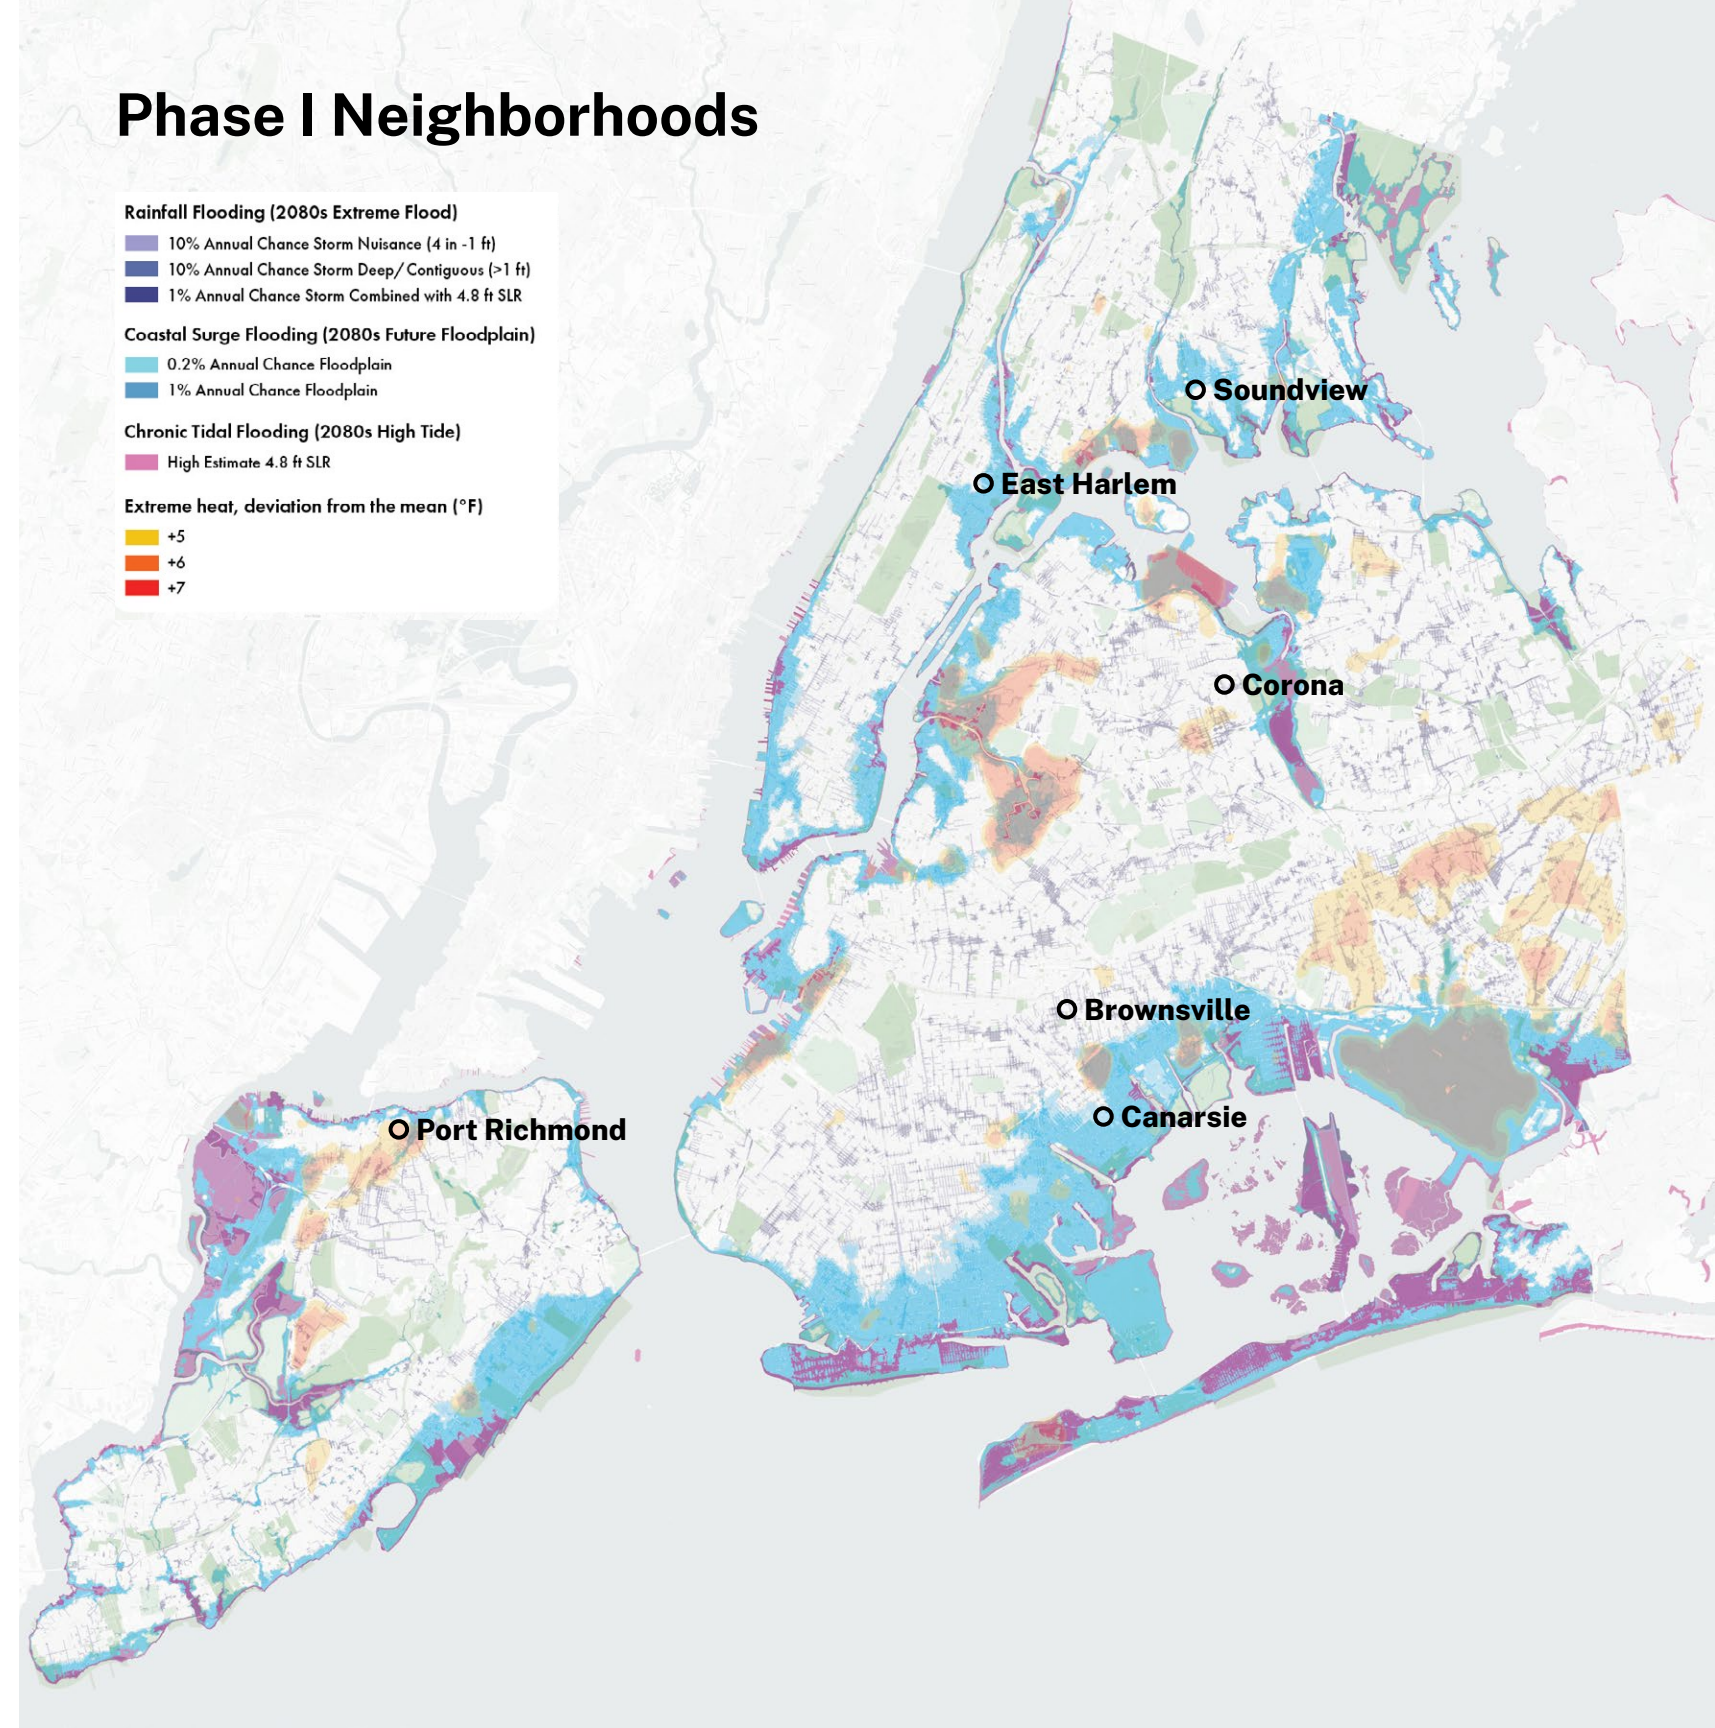 Phase I Neighborhoods
Rainfall Flooding (2080s Extreme Flood)
10% Annual Chance Storm Nuisance (4 in -1 ft)
10% Annual Chance Storm Deep/Contiguous (>1 ft)
1% Annual Chance Storm Combined with 4.8 ft SLR
Coastal Surge Flooding (2080s Future Floodplain)
0.2% Annual Chance Floodplain
1% Annual Chance Floodplain
Chronic Tidal Flooding (2080s High Tide)
High Estimate 4.8 ft SLR
Extreme heat, deviation from the mean (°F)
+5
+6
+7
Soundview
East Harlem
Corona
Brownsville
Canarsie
Port Richmond